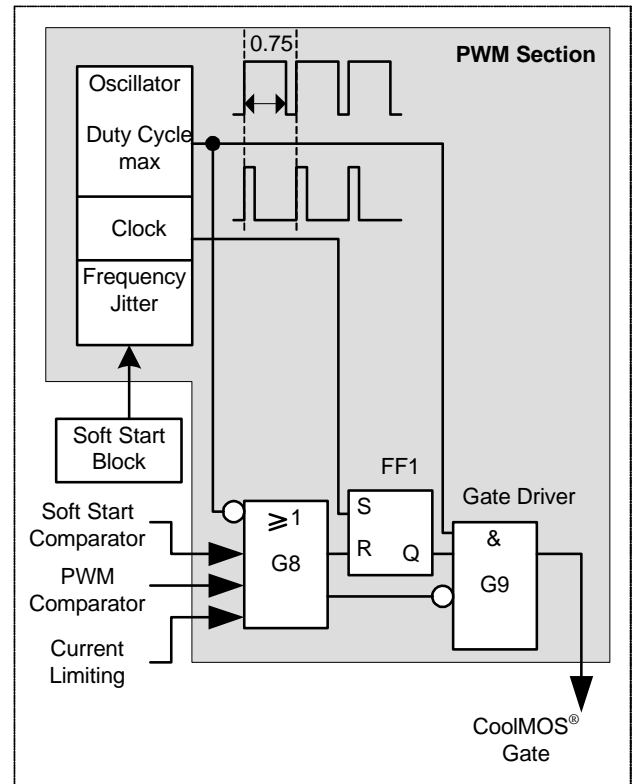 0.75
PWM Section
Oscillator
Duty Cycle
max
Clock
Frequency
Jitter
Soft Start
Block
FF1
Gate Driver
Soft Start
Comparator
PWM
Comparator
Current
Limiting
≥1
G8
S
R
Q
&
G9
CoolMOS®
Gate